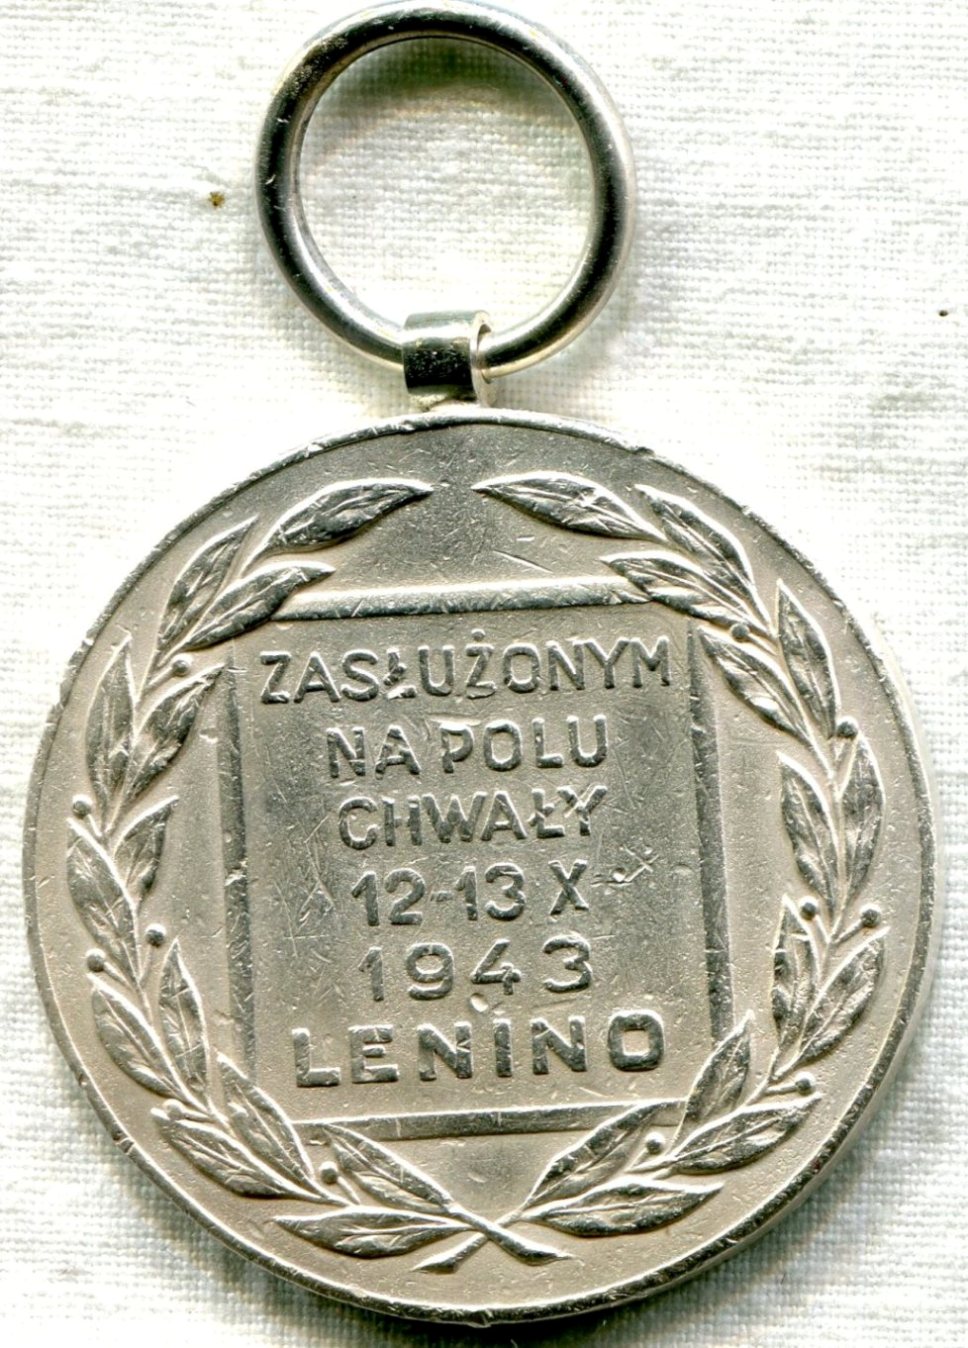 ZASŁUŻONYM
NA POLU
CHWAŁY
12-13 X
1943
LENINO